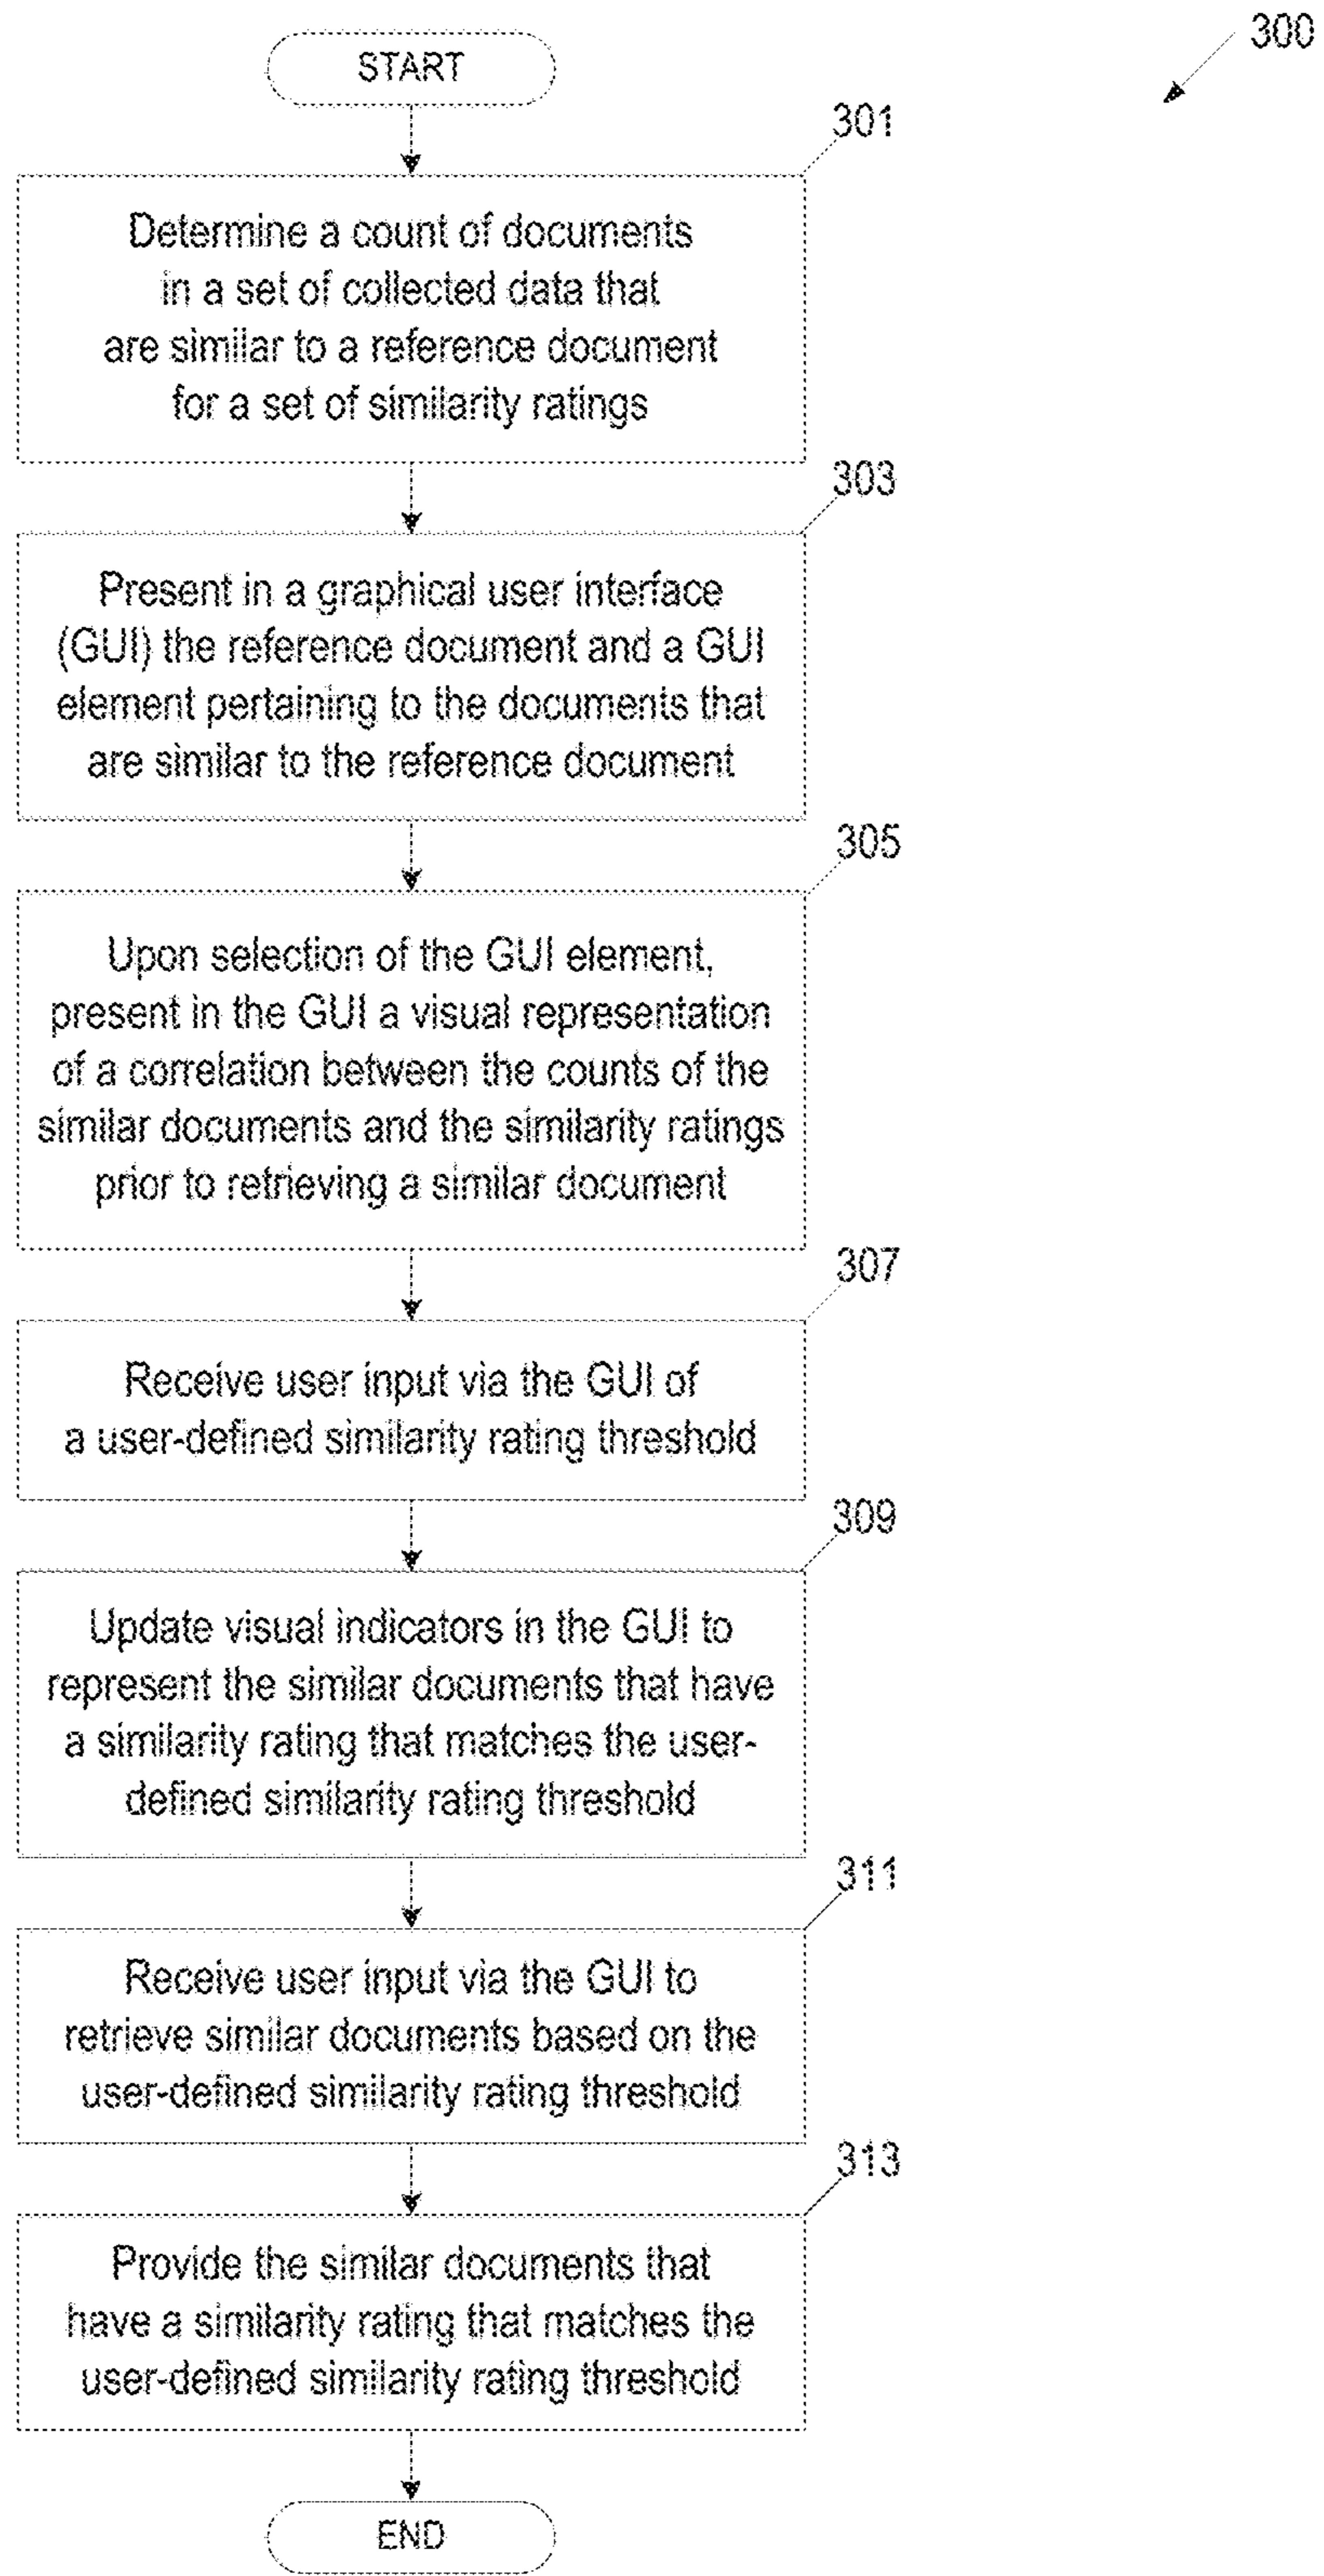 300
START
301
Determine a count of documents
in a set of collected data that
are similar to a reference document
for a set of similarity ratings
303
Present in a graphical user interface
(GUI) the reference document and a GUI
element pertaining to the documents that
are similar to the reference document
305
Upon selection of the GUI element,
present in the GUI a visual representation
of a correlation between the counts of the
similar documents and the similarity ratings
prior to retrieving a similar document
307
Receive user input via the GUI of
a user-defined similarity rating threshold
309
Update visual indicators in the GUI to
represent the similar documents that have
a similarity rating that matches the user-
defined similarity rating threshold
311
Receive user input via the GUI to
retrieve similar documents based on the
user-defined similarity rating threshold
313
Provide the similar documents that
have a similarity rating that matches the
user-defined similarity rating threshold
END